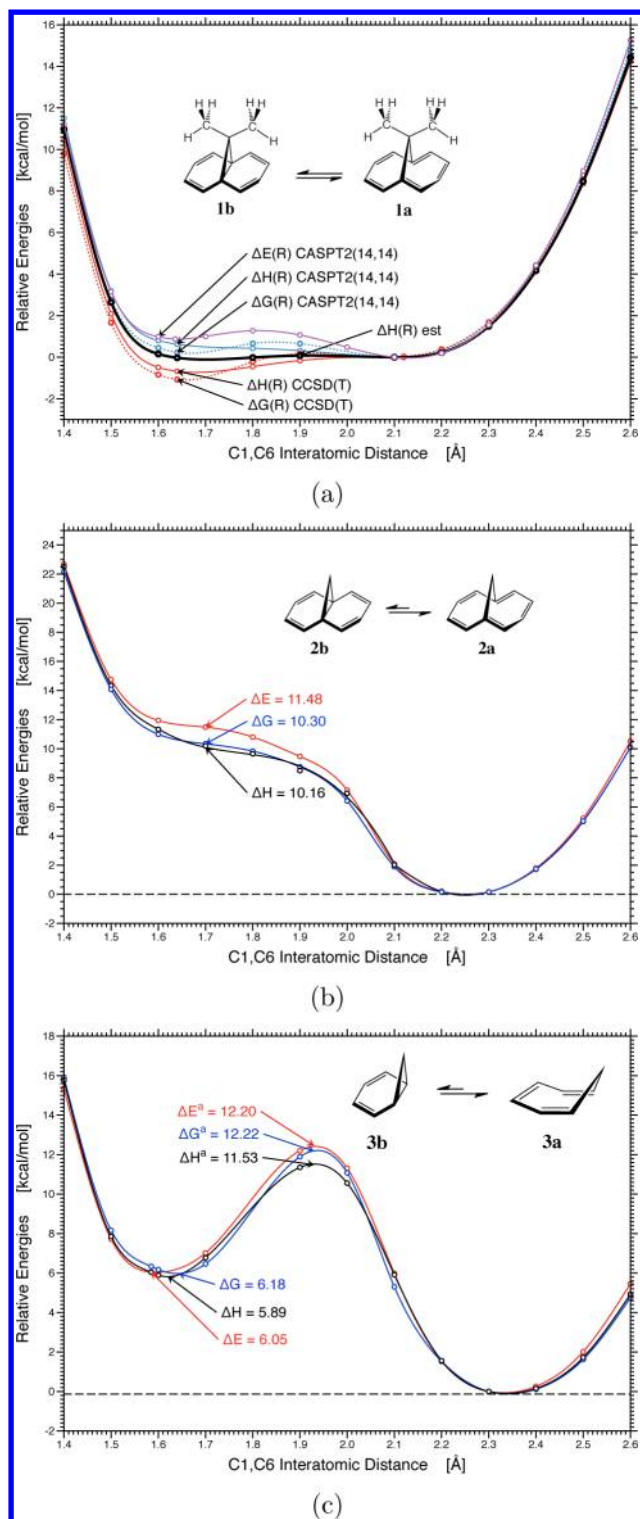 16
14
12
10
8
6
4
2
0
-2
Relative Energies [kcal/mol]
H H H H
C C
H H
1b 1a
ΔE(R) CASPT2(14,14)
ΔH(R) CASPT2(14,14)
ΔG(R) CASPT2(14,14)
ΔH(R) est
ΔH(R) CCSD(T)
ΔG(R) CCSD(T)
1.4 1.5 1.6 1.7 1.8 1.9 2.0 2.1 2.2 2.3 2.4 2.5 2.6
C1,C6 Interatomic Distance [Å]
(a)
24
22
20
18
16
14
12
10
8
6
4
2
0
-2
Relative Energies [kcal/mol]
2b 2a
ΔE = 11.48
ΔG = 10.30
ΔH = 10.16
1.4 1.5 1.6 1.7 1.8 1.9 2.0 2.1 2.2 2.3 2.4 2.5 2.6
C1,C6 Interatomic Distance [Å]
(b)
18
16
14
12
10
8
6
4
2
0
-2
Relative Energies [kcal/mol]
3b 3a
ΔEᵃ = 12.20
ΔGᵃ = 12.22
ΔHᵃ = 11.53
ΔG = 6.18
ΔH = 5.89
ΔE = 6.05
1.4 1.5 1.6 1.7 1.8 1.9 2.0 2.1 2.2 2.3 2.4 2.5 2.6
C1,C6 Interatomic Distance [Å]
(c)